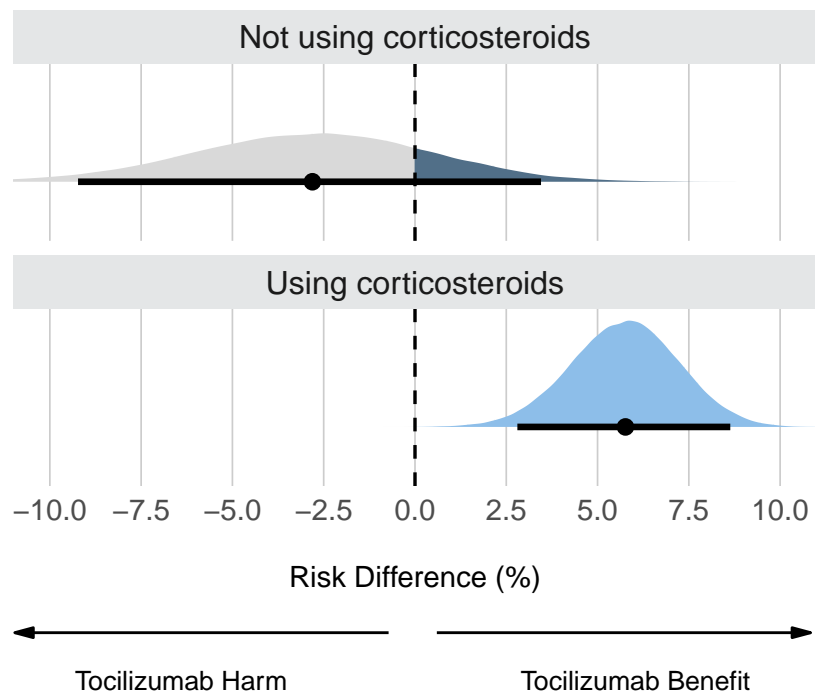 Not using corticosteroids
Using corticosteroids
−10.0 −7.5 −5.0 −2.5 0.0 2.5 5.0 7.5 10.0
Risk Difference (%)
Tocilizumab Harm Tocilizumab Benefit